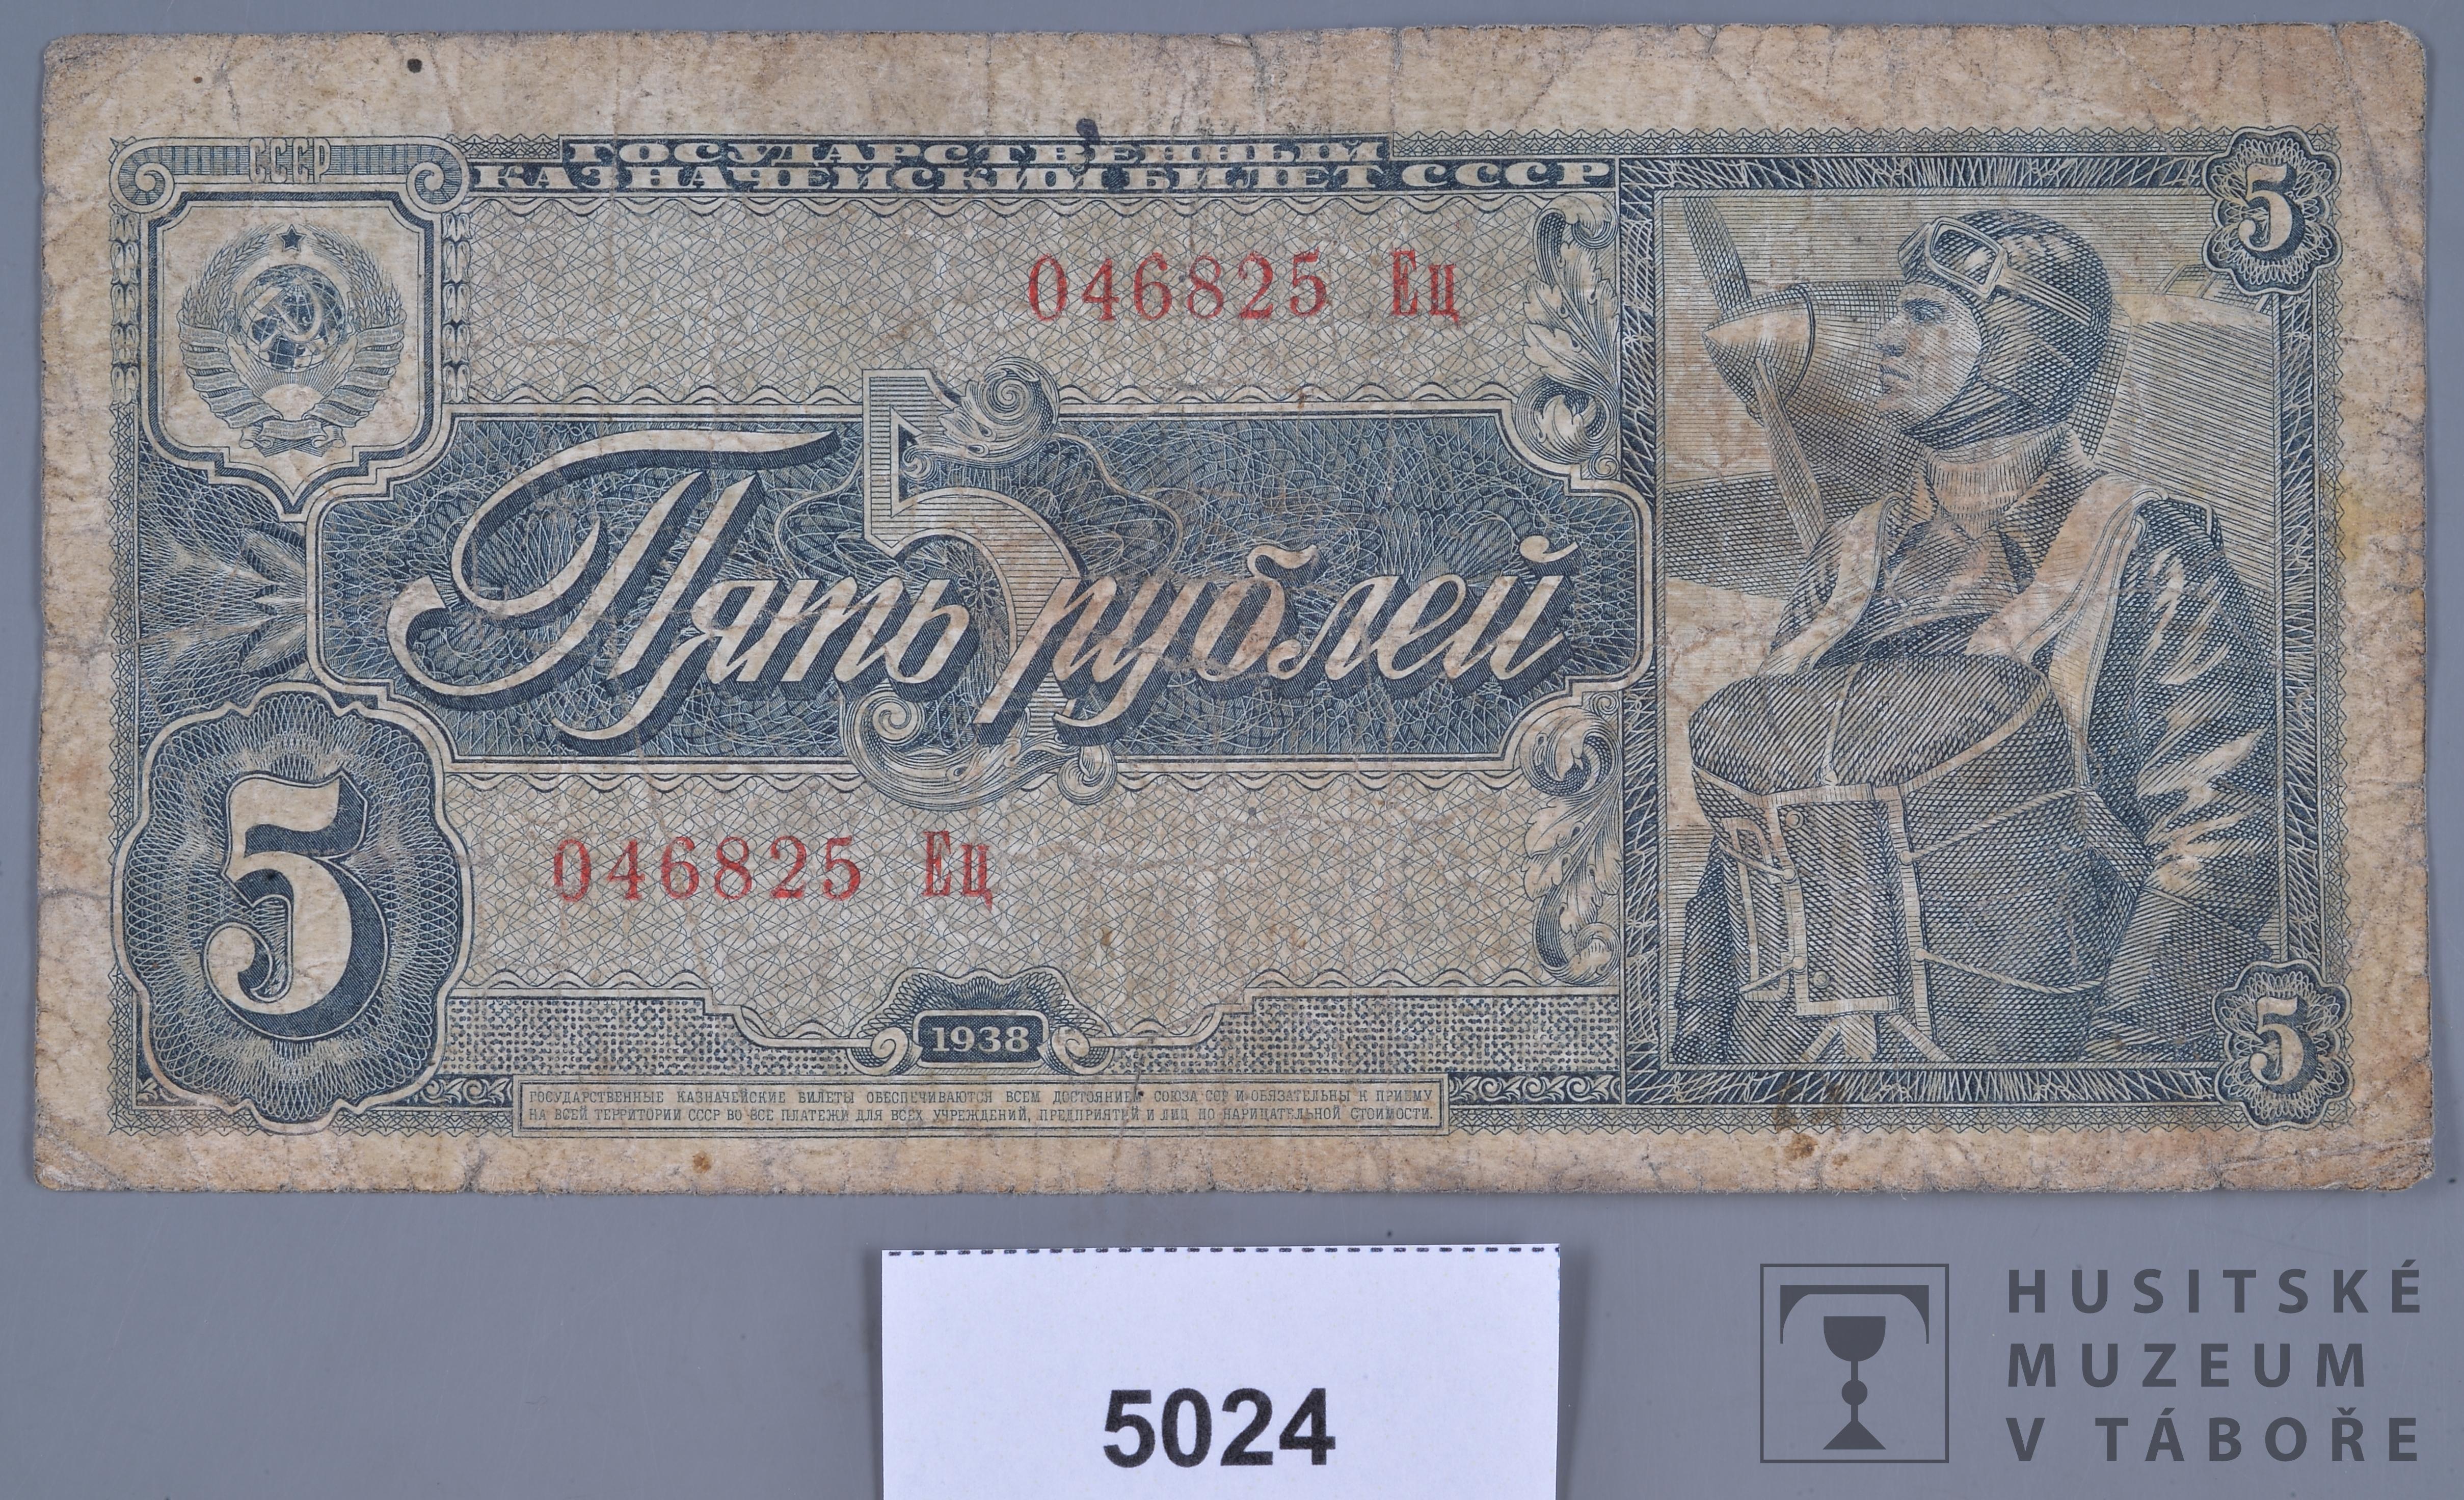 СССР
ГОСУДАРСТВЕННЫЙ
КАЗНАЧЕЙСКИЙ БИЛЕТ СССР
5
046825 Ец
5
Пять рублей
5
046825 Ец
1938
5
ГОСУДАРСТВЕННЫЕ КАЗНАЧЕЙСКИЕ БИЛЕТЫ ОБЕСПЕЧИВАЮТСЯ ВСЕМ ДОСТОЯНИЕМ СОЮЗА ССР И ОБЯЗАТЕЛЬНЫ К ПРИЕМУ
НА ВСЕЙ ТЕРРИТОРИИ СССР ВО ВСЕ ПЛАТЕЖИ ДЛЯ ВСЕХ УЧРЕЖДЕНИЙ, ПРЕДПРИЯТИЙ И ЛИЦ ПО НАРИЦАТЕЛЬНОЙ СТОИМОСТИ.
5024
HUSITSKÉ
MUZEUM
V TÁBOŘE